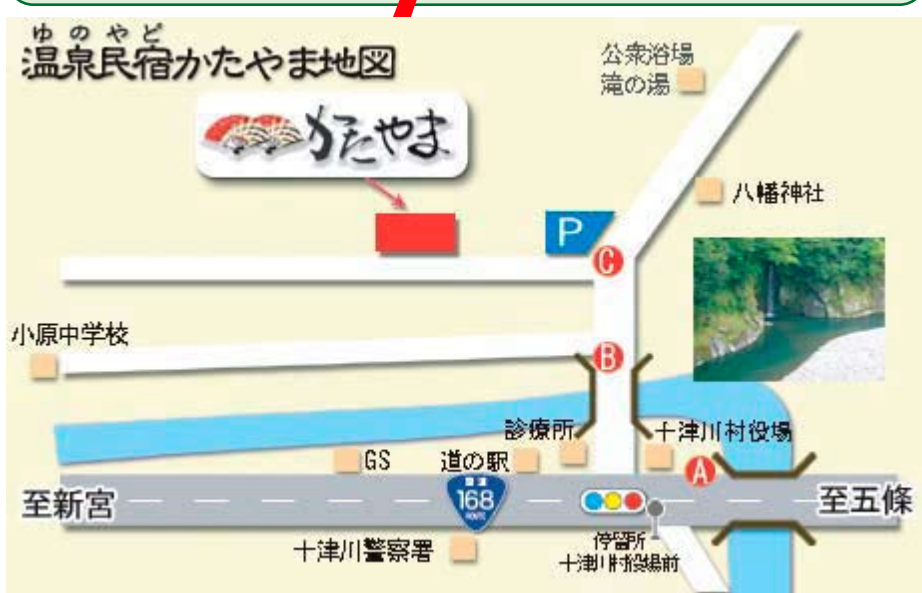 ゆのやど
温泉民宿かたやま地図
公衆浴場
滝の湯
かたやま
八幡神社
P
C
小原中学校
B
診療所
十津川村役場
GS
道の駅
A
至新宮
国道
168
ROUTE
至五條
十津川警察署
停留所
十津川村役場前